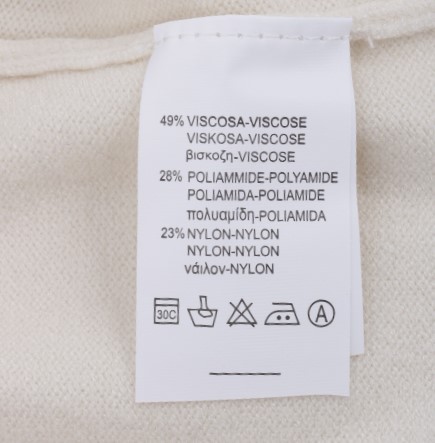 49% VISCOSA-VISCOSE
VISKOSA-VISCOSE
βισκοζη-VISCOSE
28% POLIAMMIDE-POLYAMIDE
POLIAMIDA-POLIAMIDE
πολυαμίδη-POLIAMIDA
23% NYLON-NYLON
NYLON-NYLON
νάιλον-NYLON
30C A